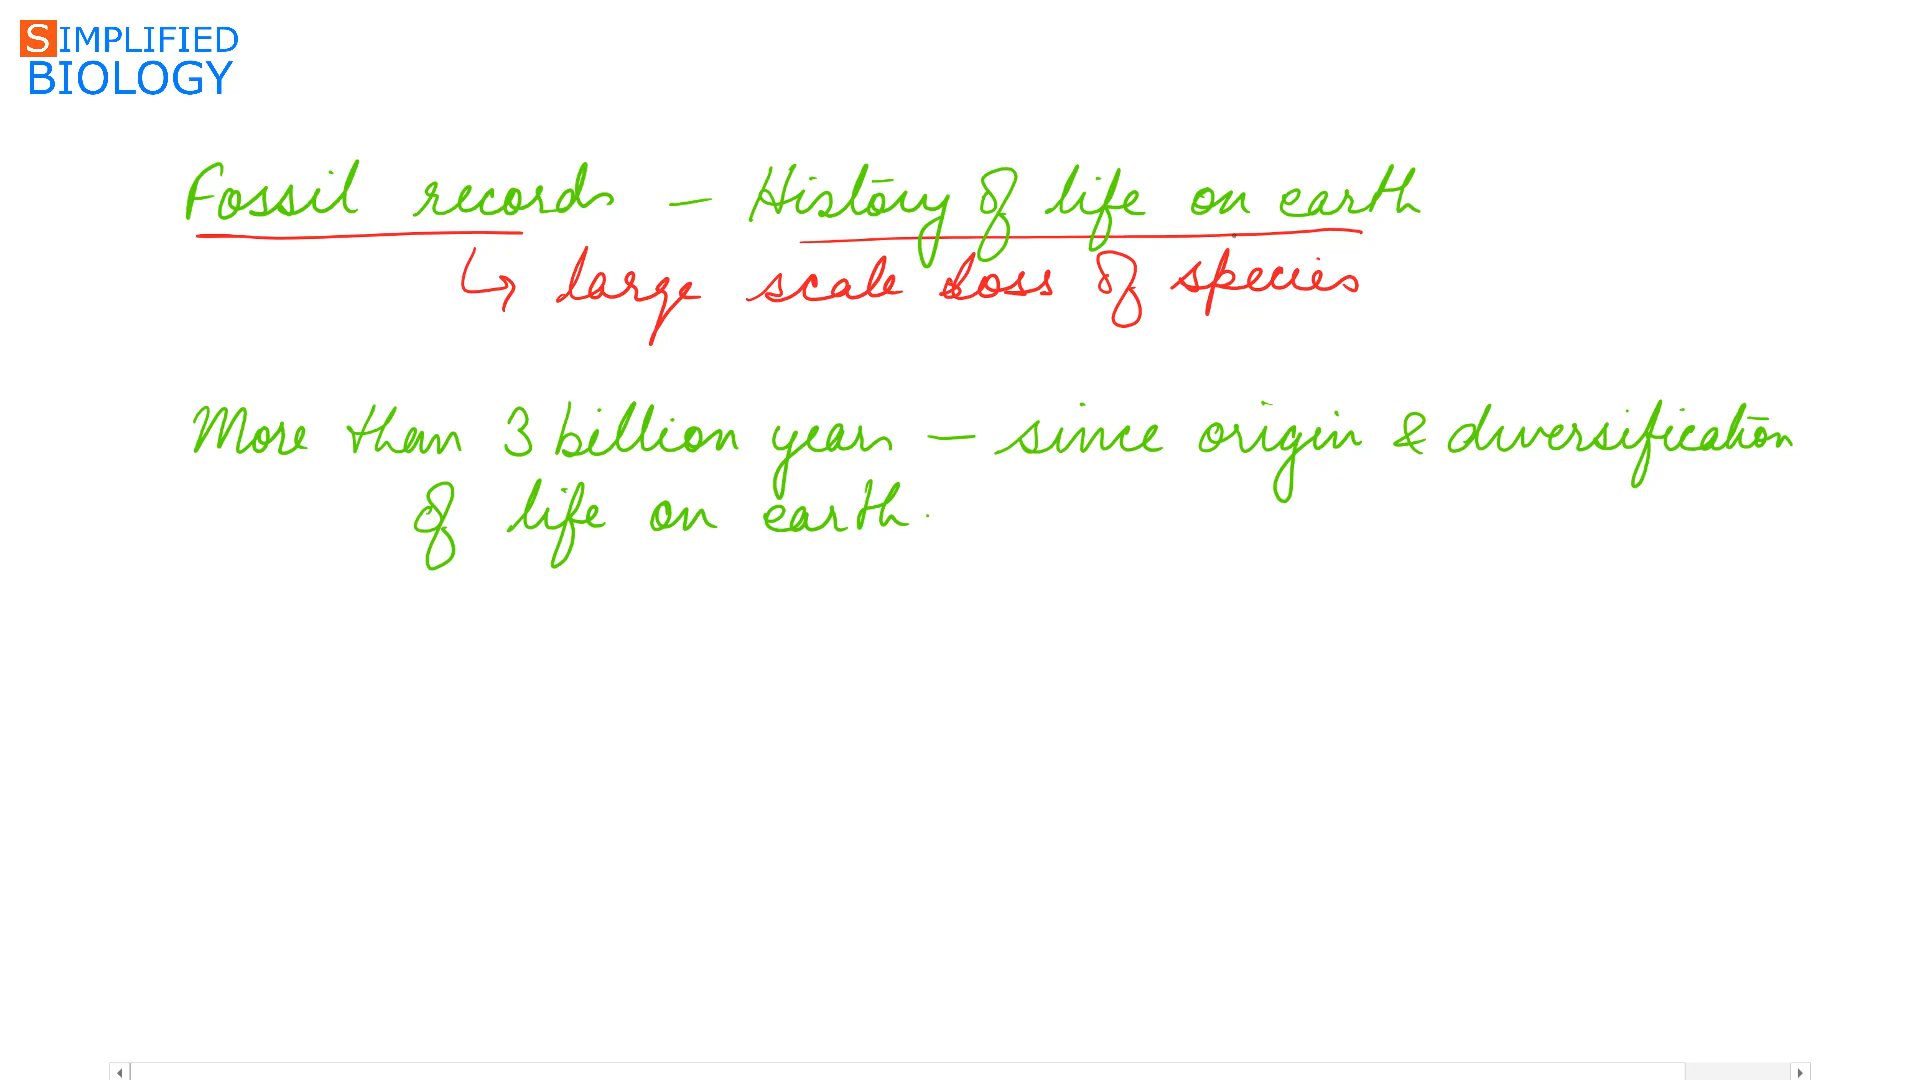 SIMPLIFIED
BIOLOGY
Fossil records - History of life on earth
↳ large scale loss of species
More than 3 billion years - since origin & diversification
of life on earth.